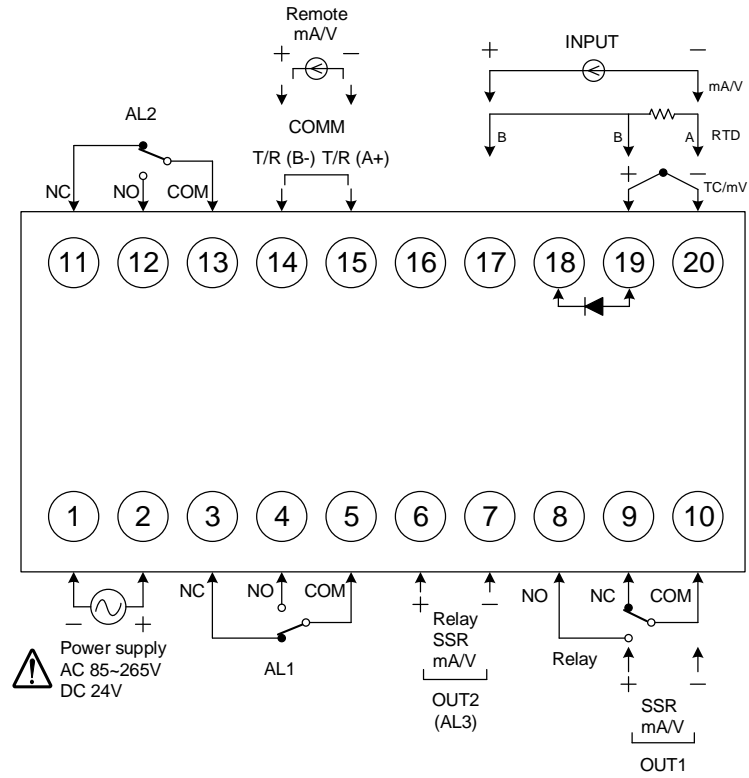 Remote
mA/V
+ −
INPUT
+ −
mA/V
AL2
COMM
B B A RTD
T/R (B-) T/R (A+)
+ − TC/mV
NC NO COM
11 12 13 14 15 16 17 18 19 20
1 2 3 4 5 6 7 8 9 10
− +
NC NO COM
+ −
NO NC COM
Power supply
AC 85~265V
DC 24V
AL1
Relay
SSR
mA/V
OUT2
(AL3)
Relay
+ −
SSR
mA/V
OUT1